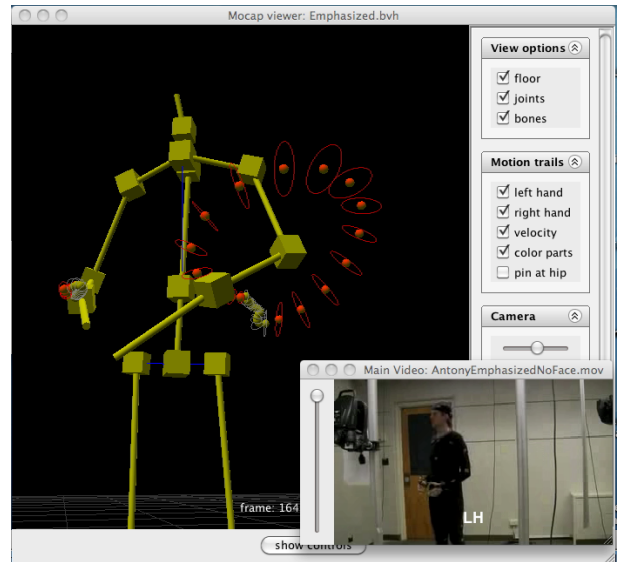 Mocap viewer: Emphasized.bvh
View options
floor
joints
bones
Motion trails
left hand
right hand
velocity
color parts
pin at hip
Camera
Main Video: AntonyEmphasizedNoFace.mov
frame: 164
LH
show controls